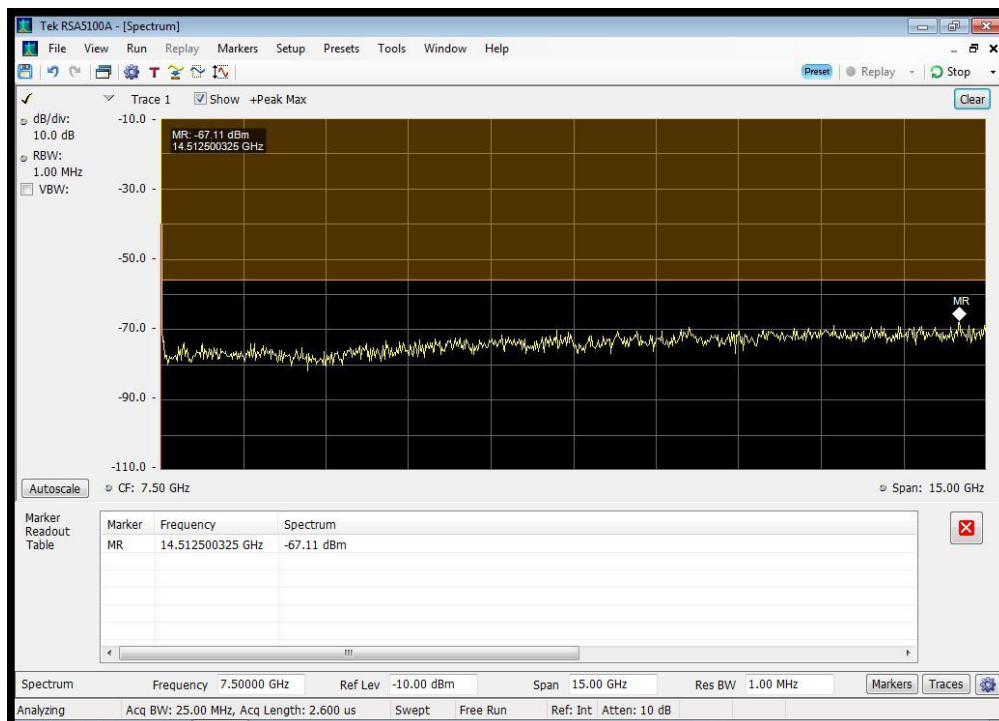 Tek RSA5100A - [Spectrum]
File View Run Replay Markers Setup Presets Tools Window Help
Preset Replay Stop
Trace 1 Show +Peak Max Clear
dB/div:
10.0 dB
RBW:
1.00 MHz
VBW:
-10.0
MR: -67.11 dBm
14.512500325 GHz
-30.0
-50.0
MR
-70.0
-90.0
-110.0
Autoscale CF: 7.50 GHz Span: 15.00 GHz
Marker
Readout
Table
Marker Frequency Spectrum
MR 14.512500325 GHz -67.11 dBm
Spectrum Frequency 7.50000 GHz Ref Lev -10.00 dBm Span 15.00 GHz Res BW 1.00 MHz Markers Traces
Analyzing Acq BW: 25.00 MHz, Acq Length: 2.600 us Swept Free Run Ref: Int Atten: 10 dB